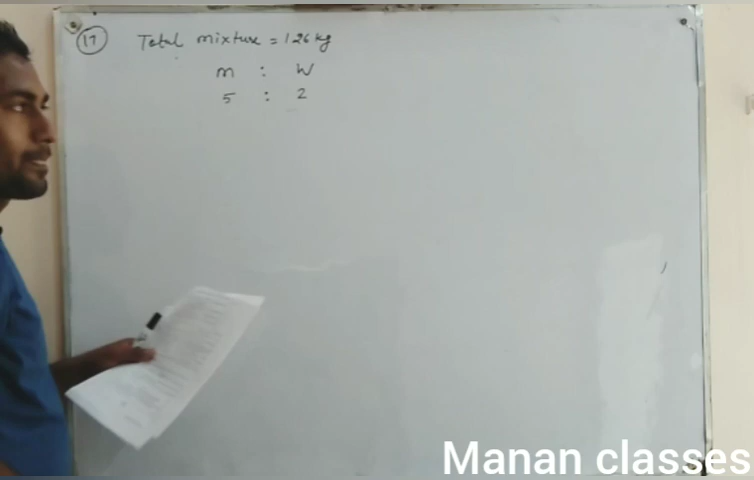 17 Total mixture = 126 kg
m : W
5 : 2
Manan classes